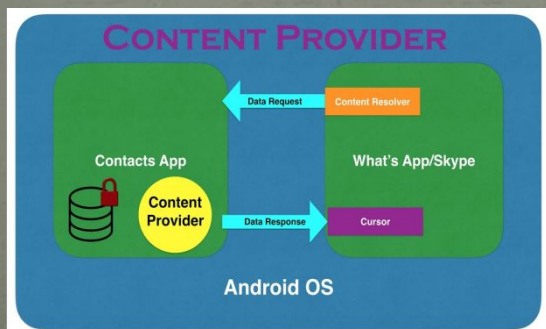 CONTENT PROVIDER
Data Request
Content Resolver
Contacts App
What's App/Skype
Content
Provider
Data Response
Cursor
Android OS